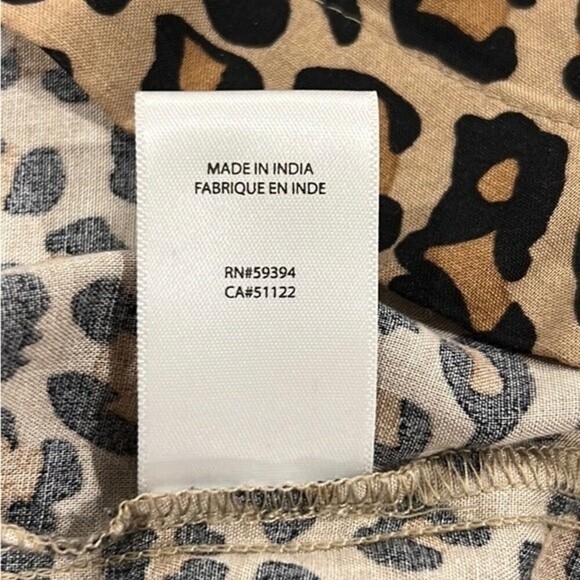 MADE IN INDIA
FABRIQUE EN INDE
RN#59394
CA#51122